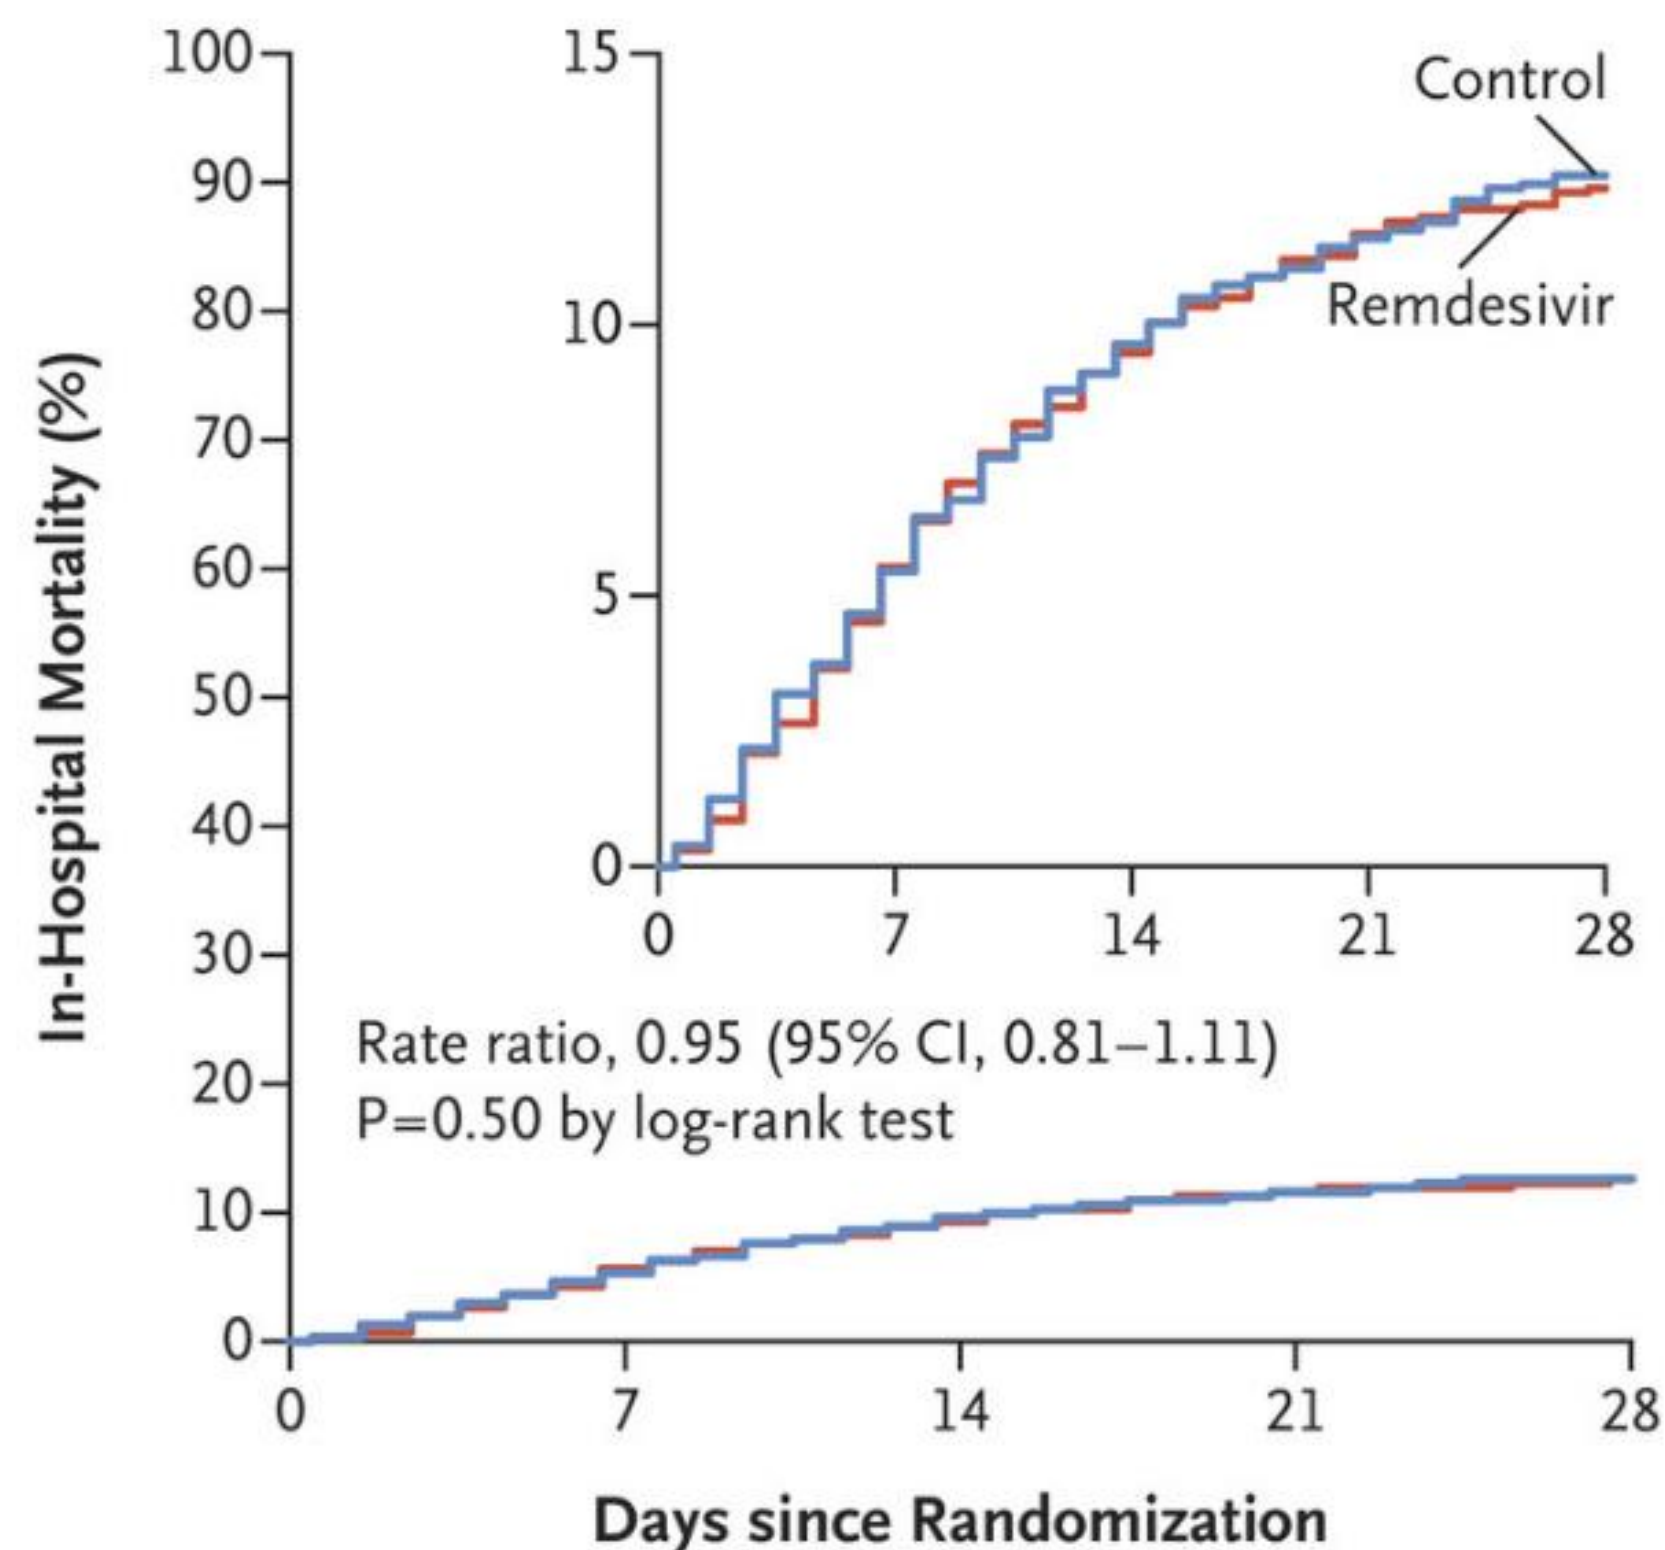 In-Hospital Mortality (%)
100
90
80
70
60
50
40
30
20
10
0
15
10
5
0
Control
Remdesivir
0 7 14 21 28
Rate ratio, 0.95 (95% CI, 0.81–1.11)
P=0.50 by log-rank test
0 7 14 21 28
Days since Randomization